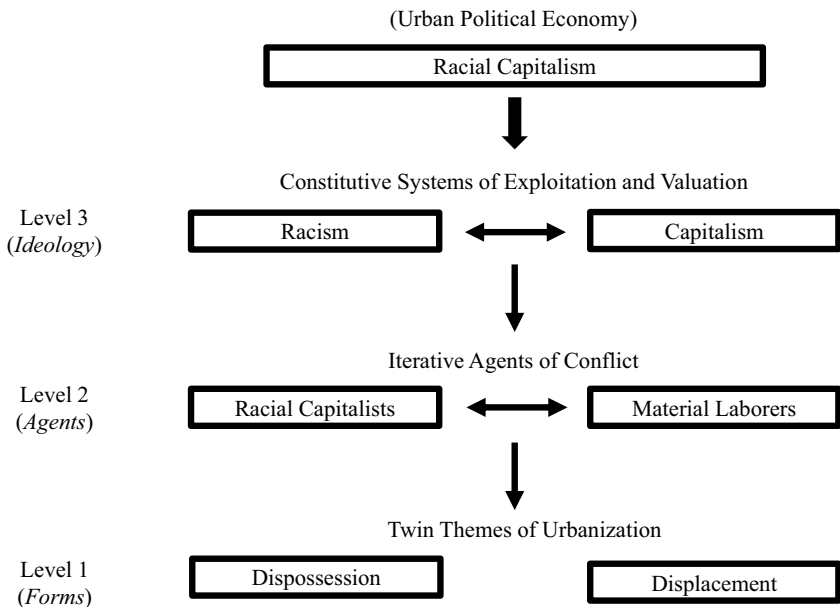 (Urban Political Economy)
Racial Capitalism
Constitutive Systems of Exploitation and Valuation
Level 3
(Ideology)
Racism
Capitalism
Iterative Agents of Conflict
Level 2
(Agents)
Racial Capitalists
Material Laborers
Twin Themes of Urbanization
Level 1
(Forms)
Dispossession
Displacement